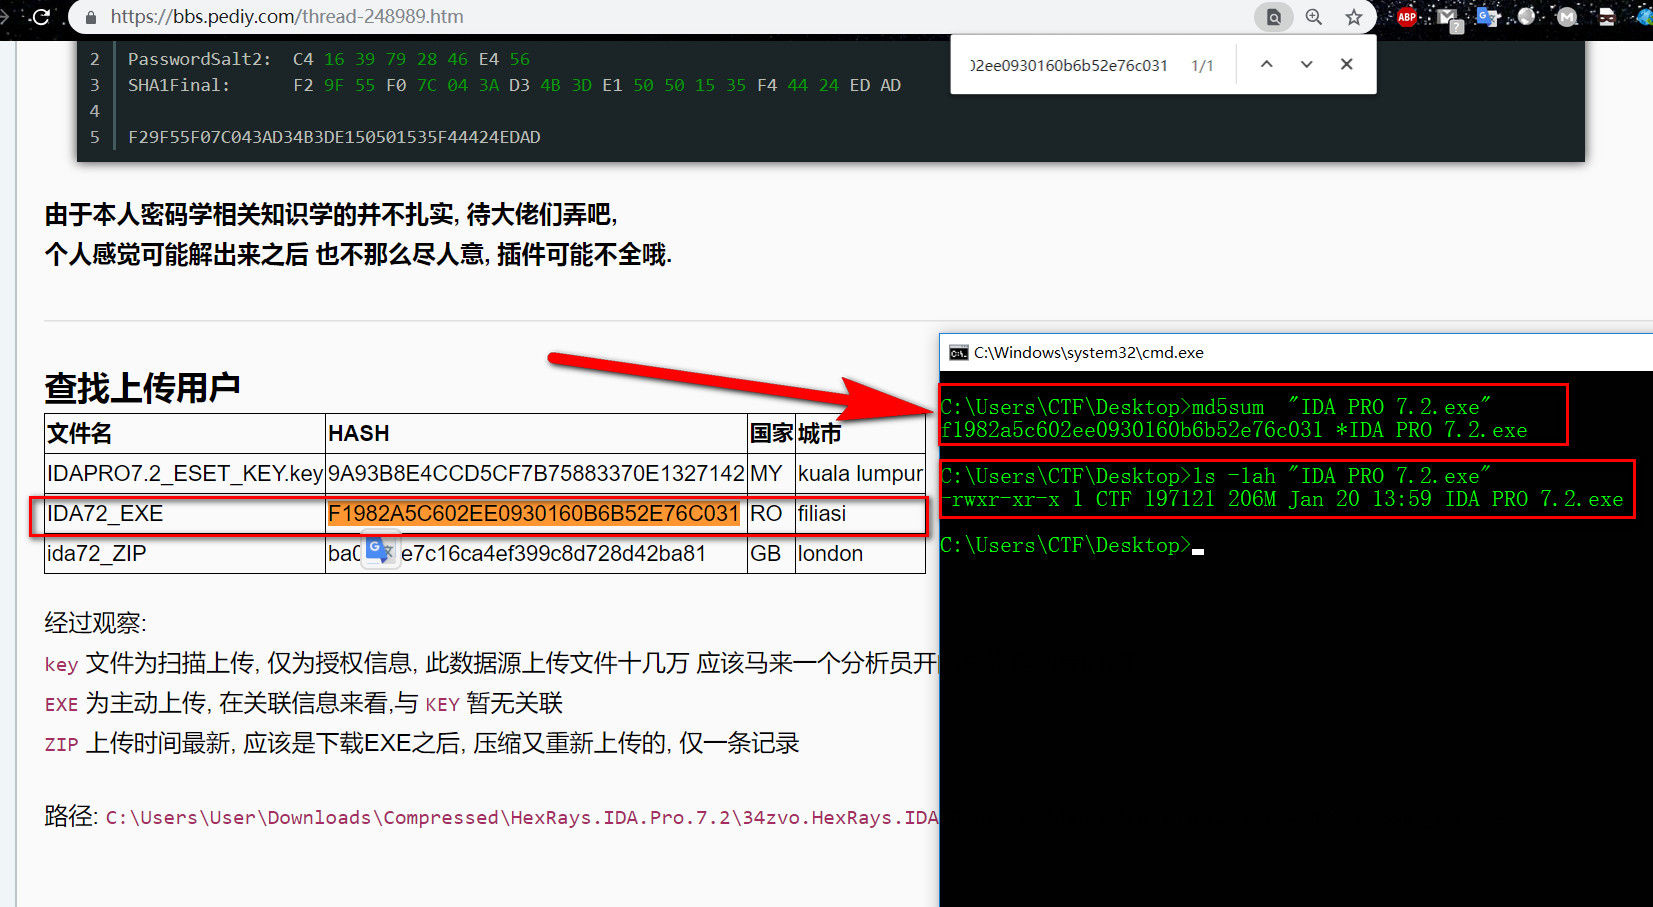 https://bbs.pediy.com/thread-248989.htm
02ee0930160b6b52e76c031 1/1
2 PasswordSalt2: C4 16 39 79 28 46 E4 56
3 SHA1Final: F2 9F 55 F0 7C 04 3A D3 4B 3D E1 50 50 15 35 F4 44 24 ED AD
4
5 F29F55F07C043AD34B3DE150501535F44424EDAD
由于本人密码学相关知识学的并不扎实, 待大佬们弄吧,
个人感觉可能解出来之后 也不那么尽人意, 插件可能不全哦.
查找上传用户
文件名 HASH 国家 城市
IDAPRO7.2_ESET_KEY.key 9A93B8E4CCD5CF7B75883370E1327142 MY kuala lumpur
IDA72_EXE F1982A5C602EE0930160B6B52E76C031 RO filiasi
ida72_ZIP ba0 e7c16ca4ef399c8d728d42ba81 GB london
经过观察:
key 文件为扫描上传, 仅为授权信息, 此数据源上传文件十几万 应该马来一个分析员开
EXE 为主动上传, 在关联信息来看,与 KEY 暂无关联
ZIP 上传时间最新, 应该是下载EXE之后, 压缩又重新上传的, 仅一条记录
路径: C:\Users\User\Downloads\Compressed\HexRays.IDA.Pro.7.2\34zvo.HexRays.IDA
C:\Windows\system32\cmd.exe
C:\Users\CTF\Desktop>md5sum "IDA PRO 7.2.exe"
f1982a5c602ee0930160b6b52e76c031 *IDA PRO 7.2.exe
C:\Users\CTF\Desktop>ls -lah "IDA PRO 7.2.exe"
-rwxr-xr-x 1 CTF 197121 206M Jan 20 13:59 IDA PRO 7.2.exe
C:\Users\CTF\Desktop>
ABP